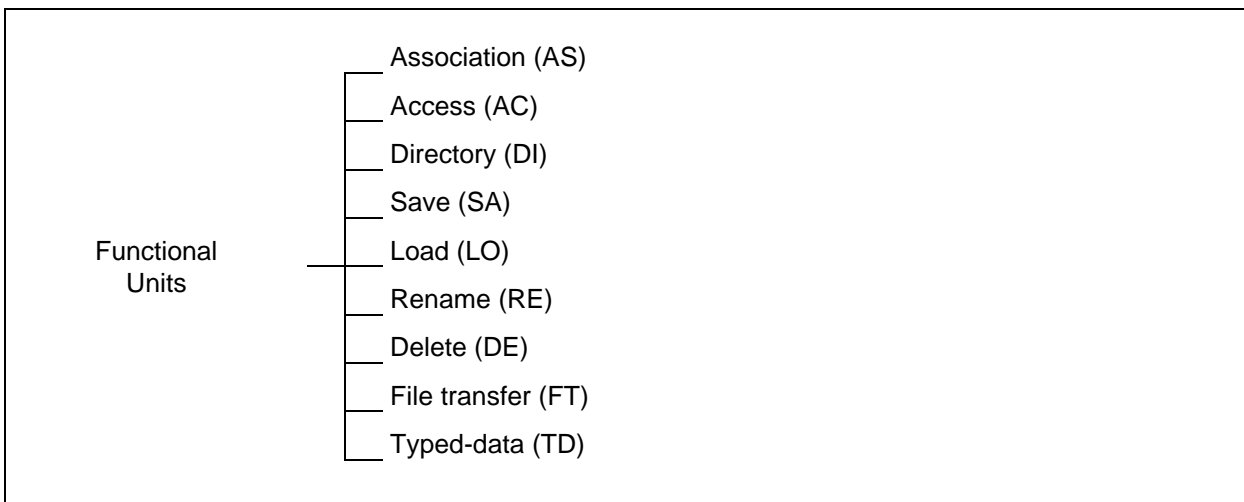 Association (AS)
Access (AC)
Directory (DI)
Save (SA)
Load (LO)
Functional
Units
Rename (RE)
Delete (DE)
File transfer (FT)
Typed-data (TD)